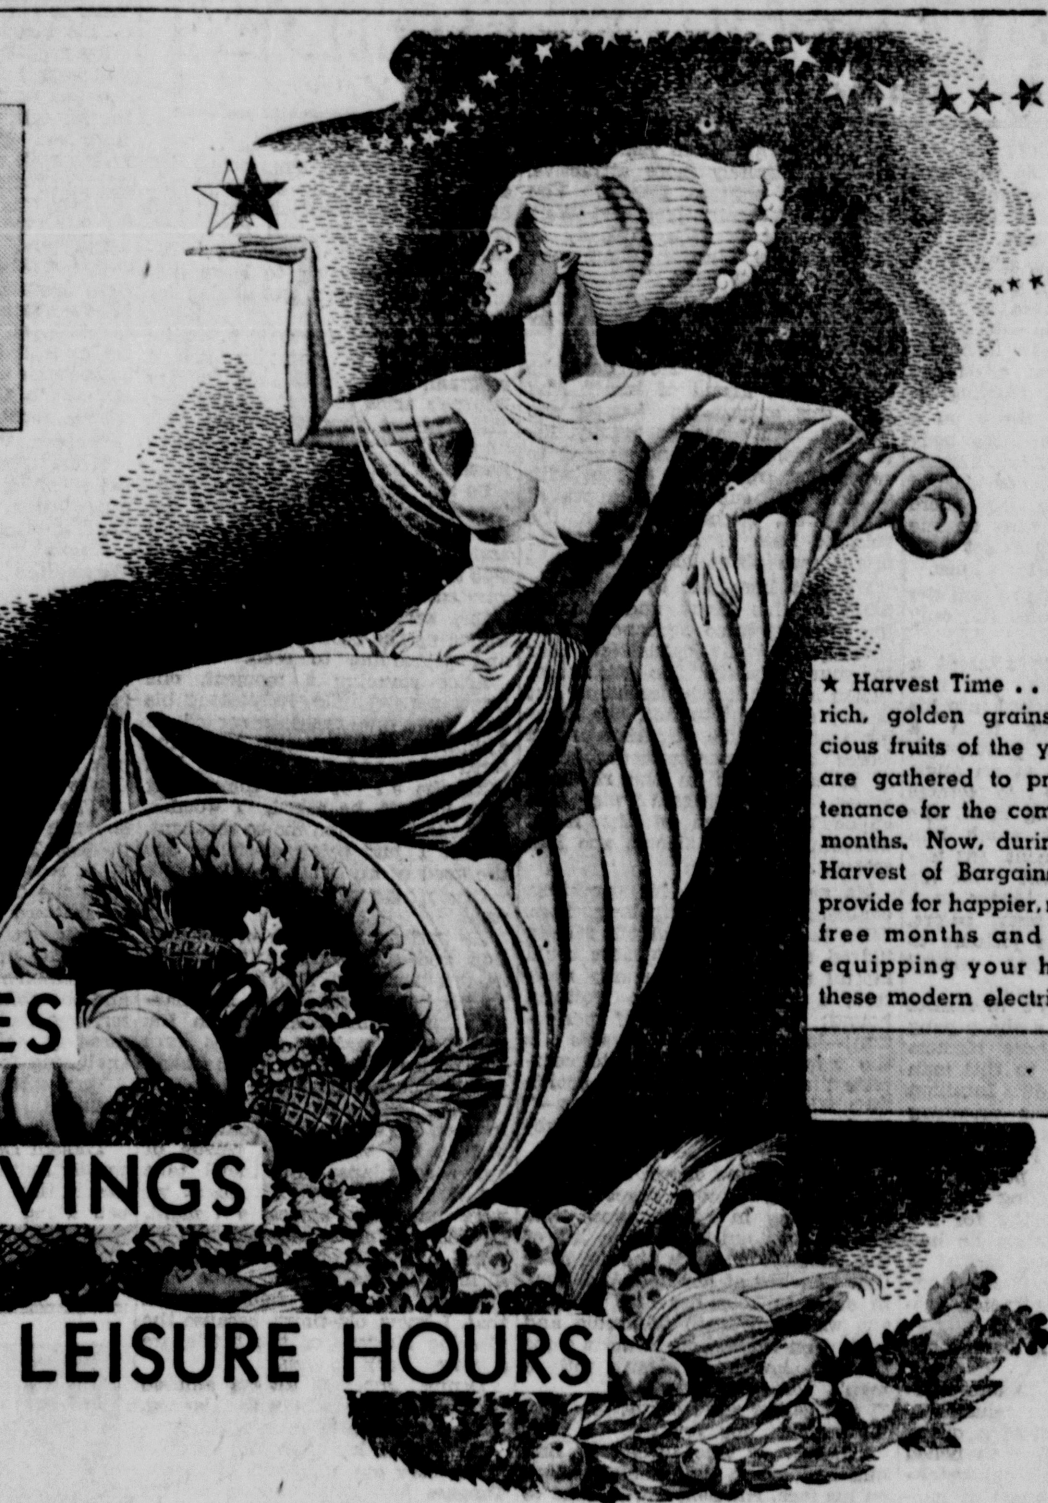 ★ Harvest Time . .
rich, golden grains
cious fruits of the y
are gathered to pr
tenance for the com
months. Now, durin
Harvest of Bargains
provide for happier,
free months and
equipping your h
these modern electri
ES
VINGS
LEISURE HOURS